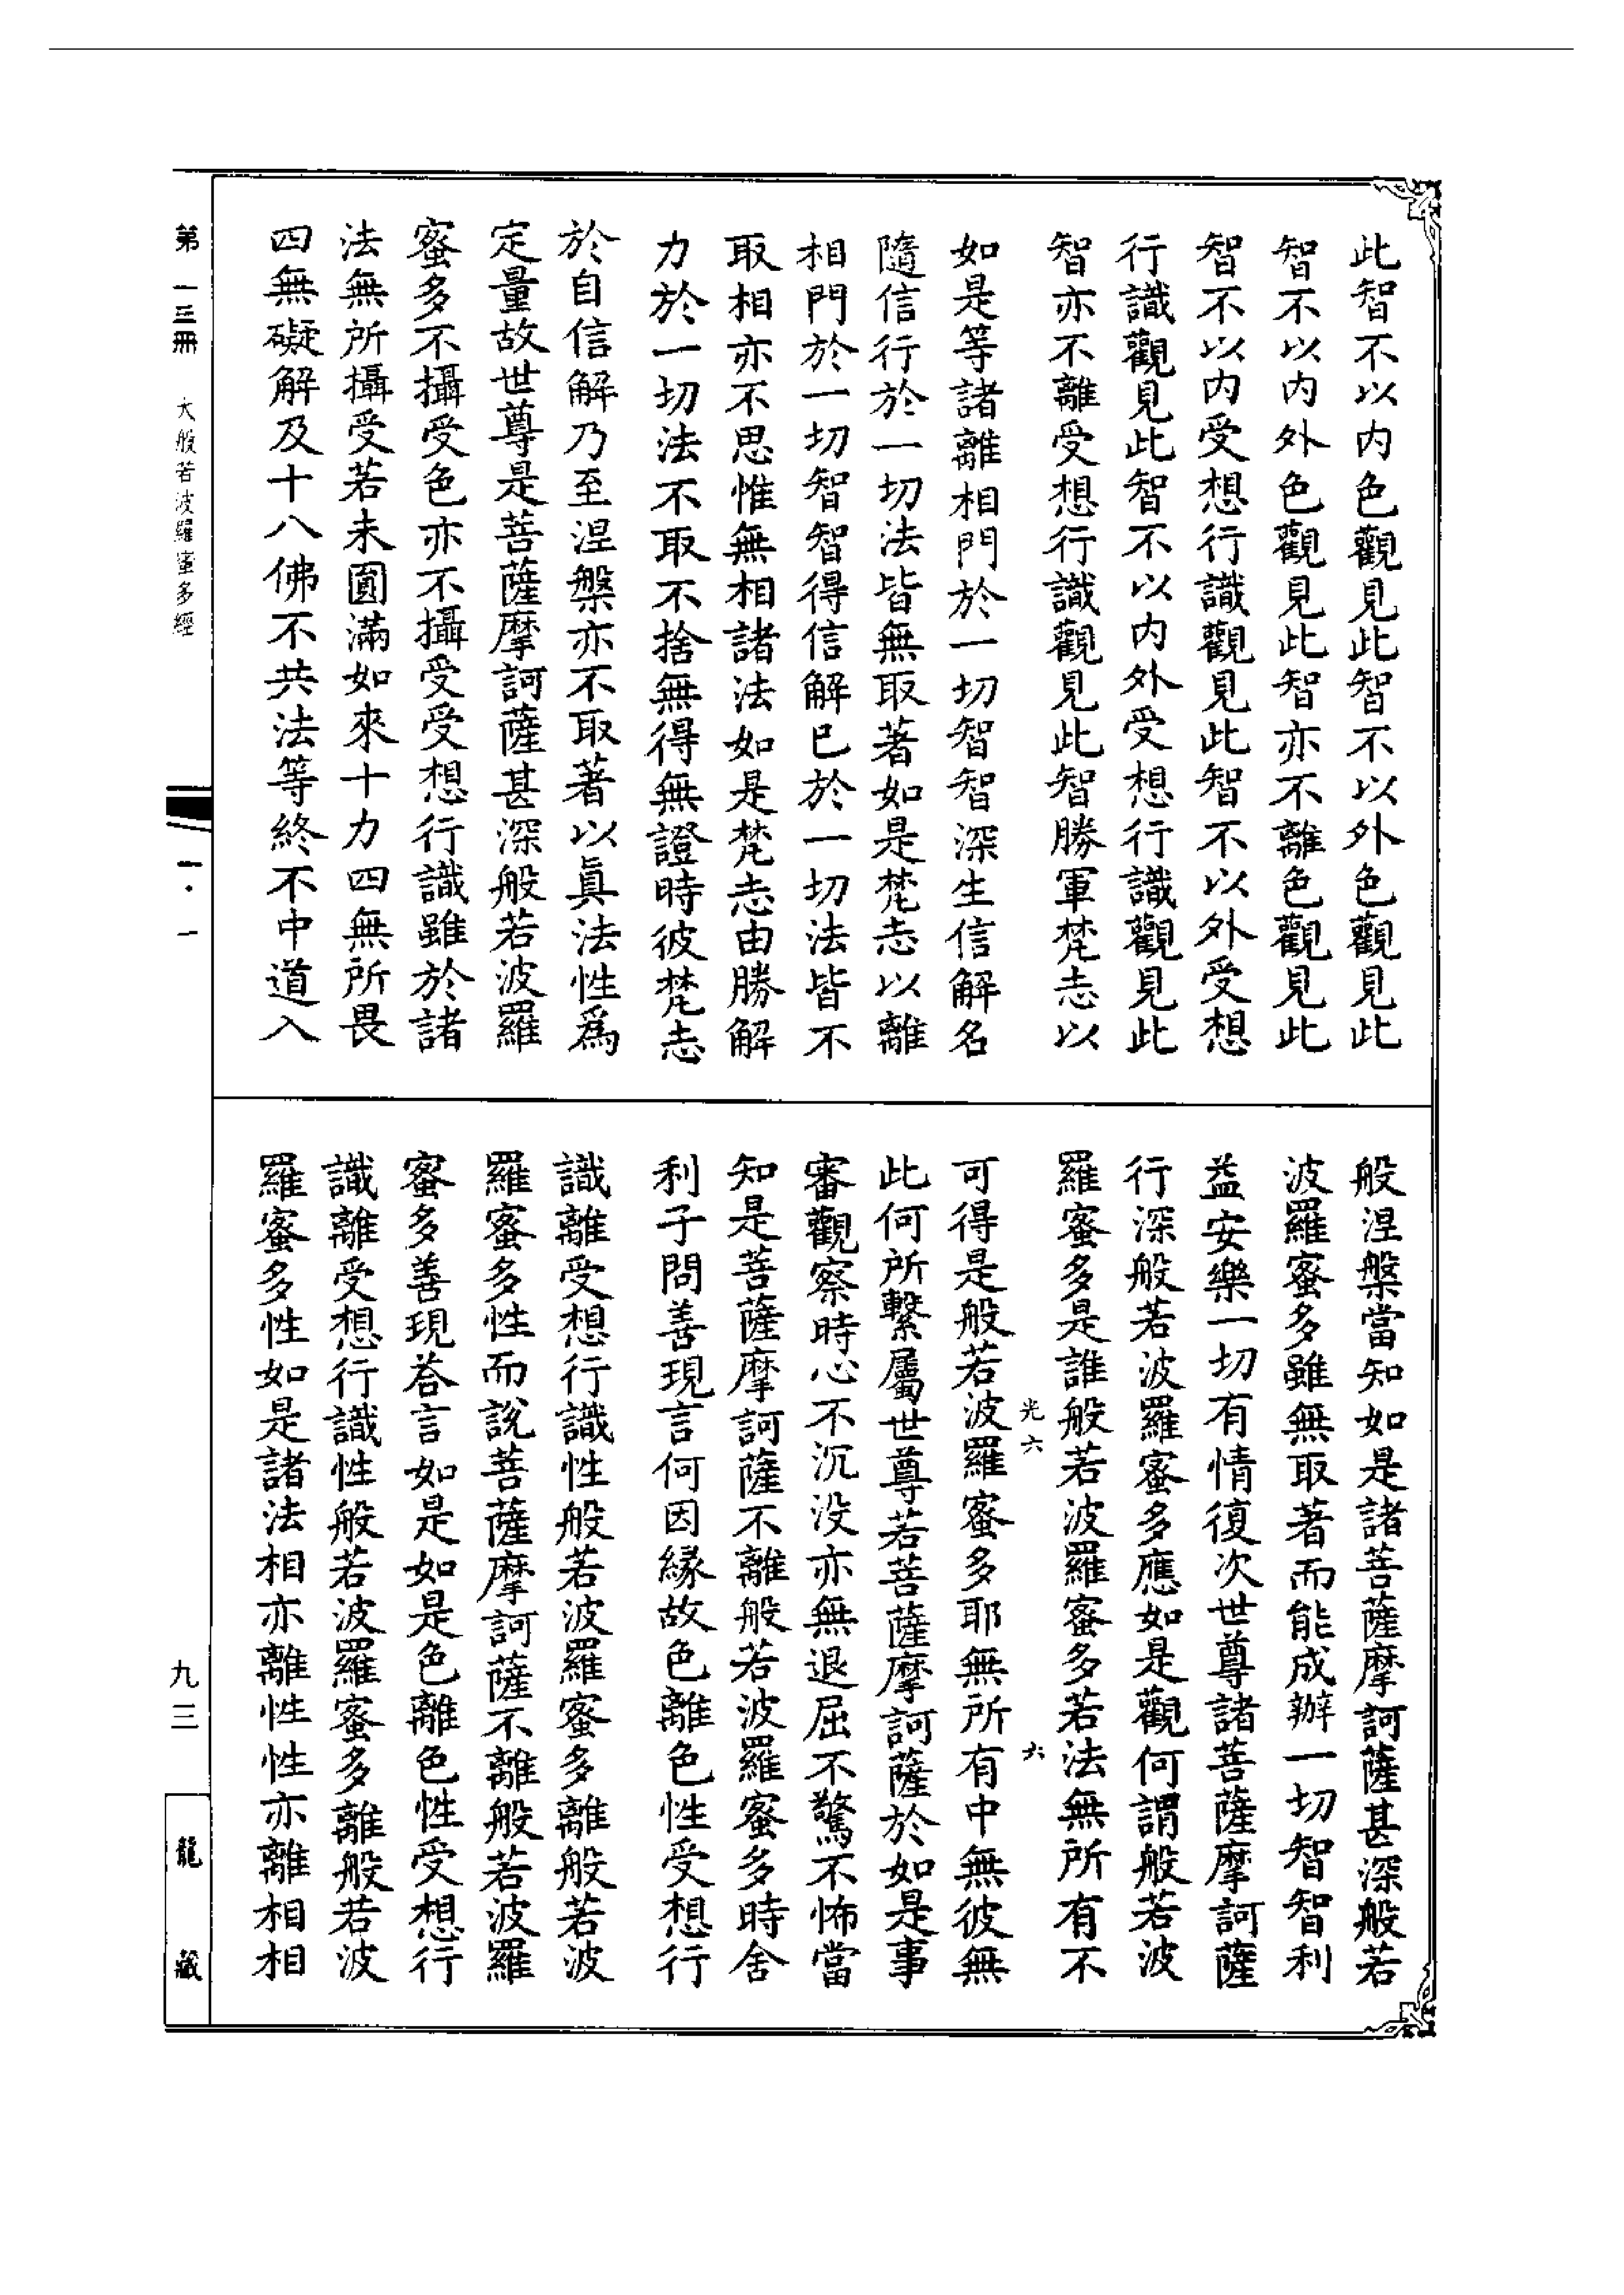 此智不以内色觀見此智不以外色觀見此
智不以内外色觀見此智亦不離色觀見此
智不以内受想行識觀見此智不以外受想
行識觀見此智不以内外受想行識觀見此
智亦不離受想行識觀見此智勝軍梵志以
如是等諸離相門於一切智智深生信解名
隨信行於一切法皆無取著如是梵志以離
相門於一切智智得信解已於一切法皆不
取相亦不思惟無相諸法如是梵志由勝解
力於一切法不取不捨無得無證時彼梵志
於自信解乃至涅槃亦不取著以真法性爲
定量故世尊是菩薩摩訶薩甚深般若波羅
蜜多不攝受色亦不攝受受想行識雖於諸
法無所攝受若未圓滿如來十力四無所畏
四無礙解及十八佛不共法等終不中道入
般涅槃當知如是諸菩薩摩訶薩甚深般若
波羅蜜多雖無取著而能成辦一切智智利
益安樂一切有情復次世尊諸菩薩摩訶薩
行深般若波羅蜜多應如是觀何謂般若波
羅蜜多是誰般若波羅蜜多若法無所有不
光六 六
可得是般若波羅蜜多耶無所有中無彼無
此何所繫屬世尊若菩薩摩訶薩於如是事
審觀察時心不沉没亦無退屈不驚不怖當
知是菩薩摩訶薩不離般若波羅蜜多時舍
利子問善現言何因緣故色離色性受想行
識離受想行識性般若波羅蜜多離般若波
羅蜜多性而說菩薩摩訶薩不離般若波羅
蜜多善現荅言如是如是色離色性受想行
識離受想行識性般若波羅蜜多離般若波
羅蜜多性如是諸法相亦離性性亦離相相
第一三冊 大般若波羅蜜多經 一·一 九三 龍藏